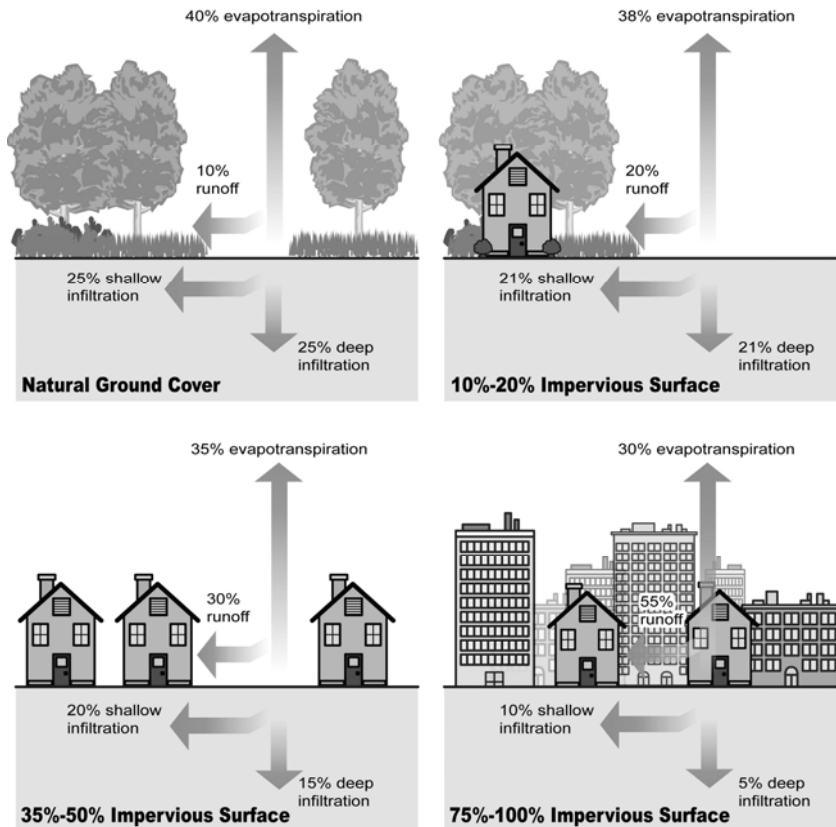 40% evapotranspiration
10%
runoff
25% shallow
infiltration
25% deep
infiltration
Natural Ground Cover
38% evapotranspiration
20%
runoff
21% shallow
infiltration
21% deep
infiltration
10%-20% Impervious Surface
35% evapotranspiration
30%
runoff
20% shallow
infiltration
15% deep
infiltration
35%-50% Impervious Surface
30% evapotranspiration
55%
runoff
10% shallow
infiltration
5% deep
infiltration
75%-100% Impervious Surface